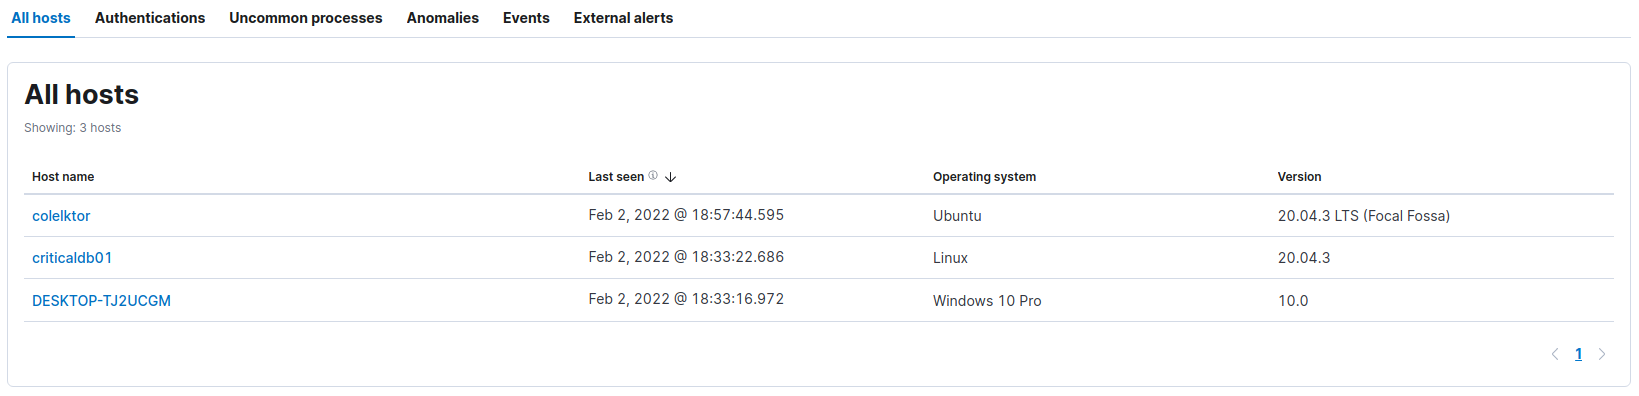 All hosts Authentications Uncommon processes Anomalies Events External alerts
All hosts
Showing: 3 hosts
Host name Last seen Operating system Version
colelktor Feb 2, 2022 @ 18:57:44.595 Ubuntu 20.04.3 LTS (Focal Fossa)
criticaldb01 Feb 2, 2022 @ 18:33:22.686 Linux 20.04.3
DESKTOP-TJ2UCGM Feb 2, 2022 @ 18:33:16.972 Windows 10 Pro 10.0
1